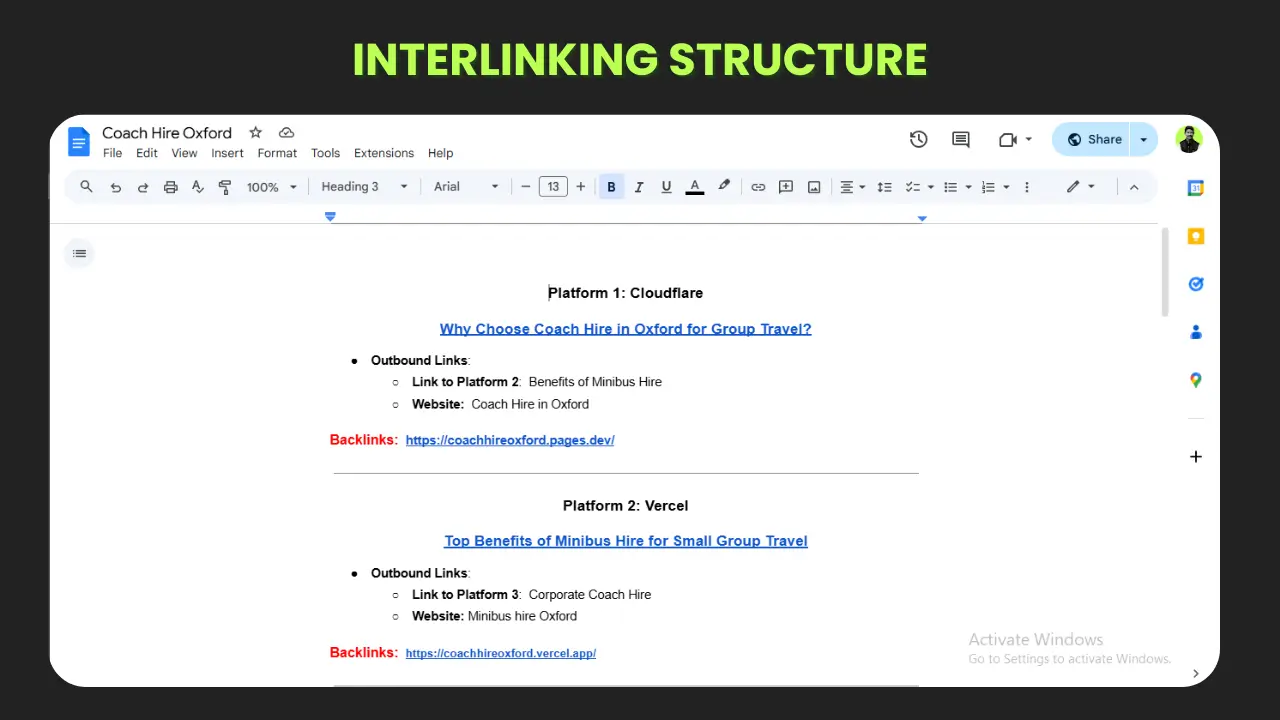 INTERLINKING STRUCTURE
Coach Hire Oxford
File Edit View Insert Format Tools Extensions Help
Share
100% Heading 3 Arial 13 B I U A
31
Platform 1: Cloudflare
Why Choose Coach Hire in Oxford for Group Travel?
● Outbound Links:
○ Link to Platform 2: Benefits of Minibus Hire
○ Website: Coach Hire in Oxford
Backlinks: https://coachhireoxford.pages.dev/
Platform 2: Vercel
Top Benefits of Minibus Hire for Small Group Travel
● Outbound Links:
○ Link to Platform 3: Corporate Coach Hire
○ Website: Minibus hire Oxford
Backlinks: https://coachhireoxford.vercel.app/
Activate Windows
Go to Settings to activate Windows.